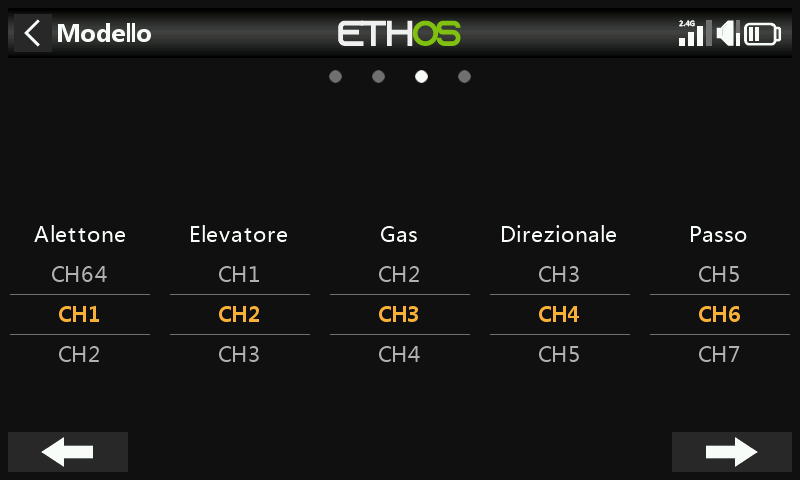 Modello
ETHOS
2.4G
Alettone Elevatore Gas Direzionale Passo
CH64 CH1 CH2 CH3 CH5
CH1 CH2 CH3 CH4 CH6
CH2 CH3 CH4 CH5 CH7